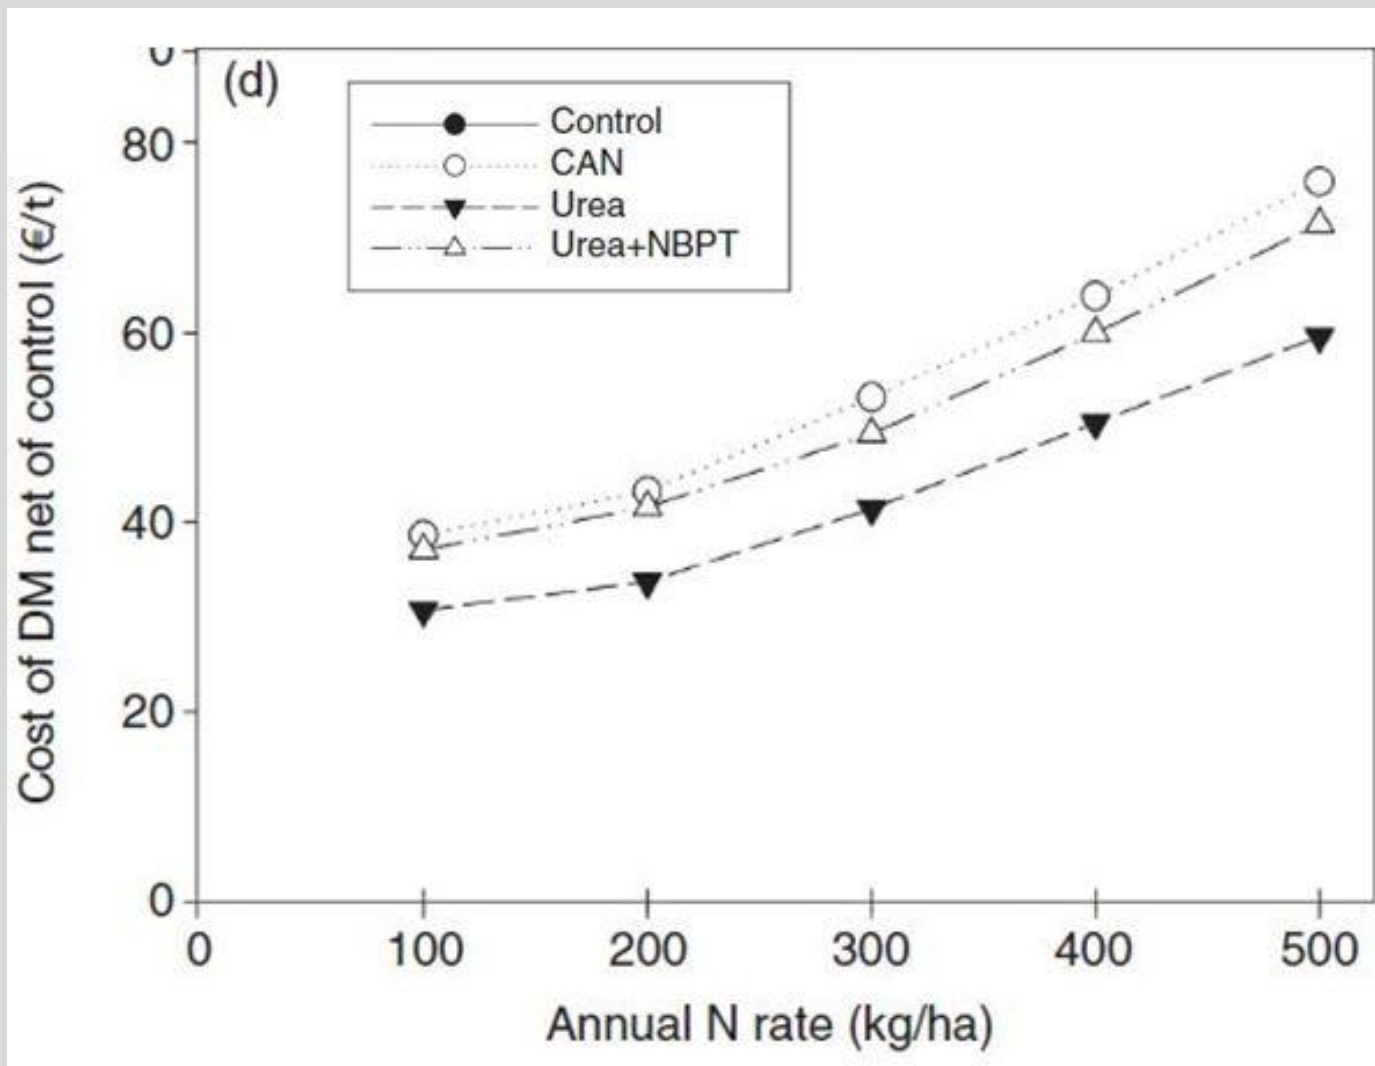 (d)
Control
CAN
Urea
Urea+NBPT
Cost of DM net of control (€/t)
80
60
40
20
0
0
100
200
300
400
500
Annual N rate (kg/ha)